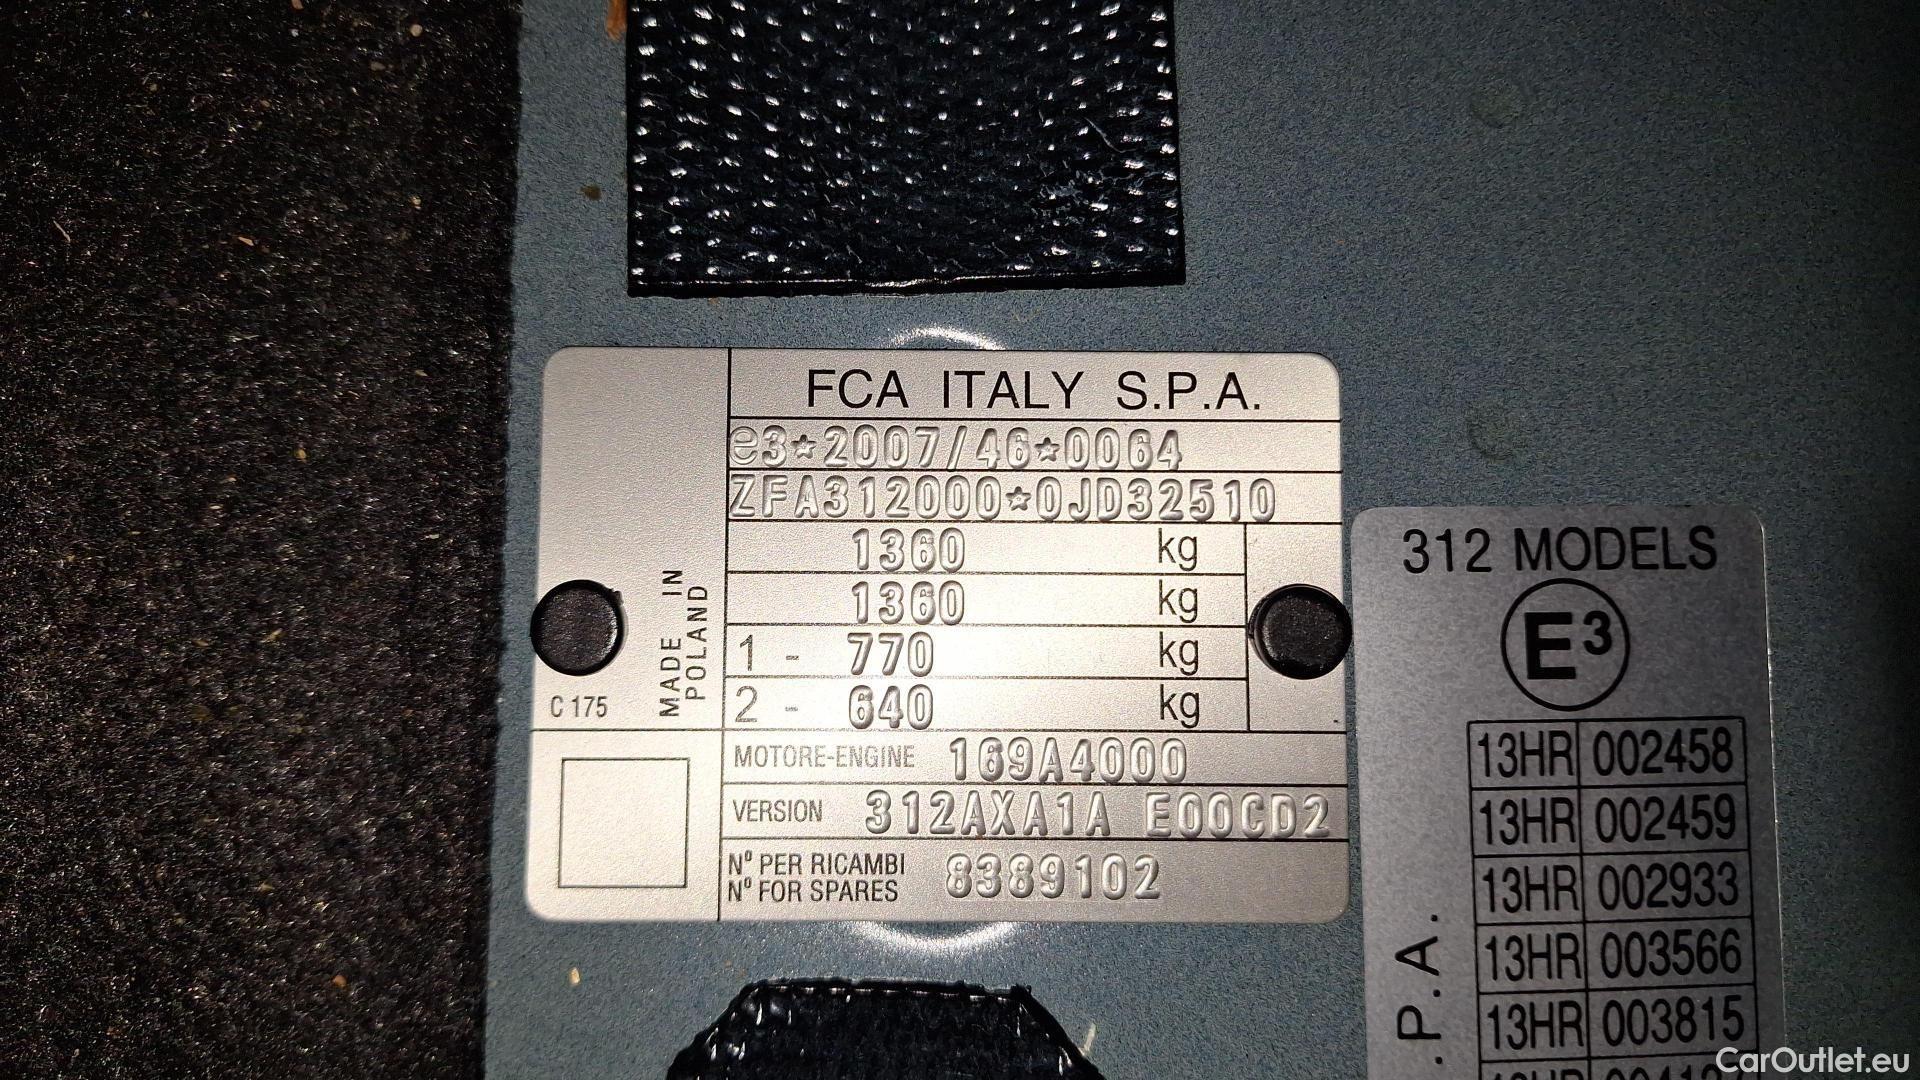 FCA ITALY S.P.A.
e3*2007/46*0064
ZFA312000*0JD32510
1360 kg
1360 kg
1 - 770 kg
2 - 640 kg
MADE IN
POLAND
C 175
MOTORE-ENGINE 169A4000
VERSION 312AXA1A E00CD2
Nº PER RICAMBI
Nº FOR SPARES 8389102
312 MODELS
E3
13HR 002458
13HR 002459
13HR 002933
13HR 003566
13HR 003815
.P.A.
CarOutlet.eu